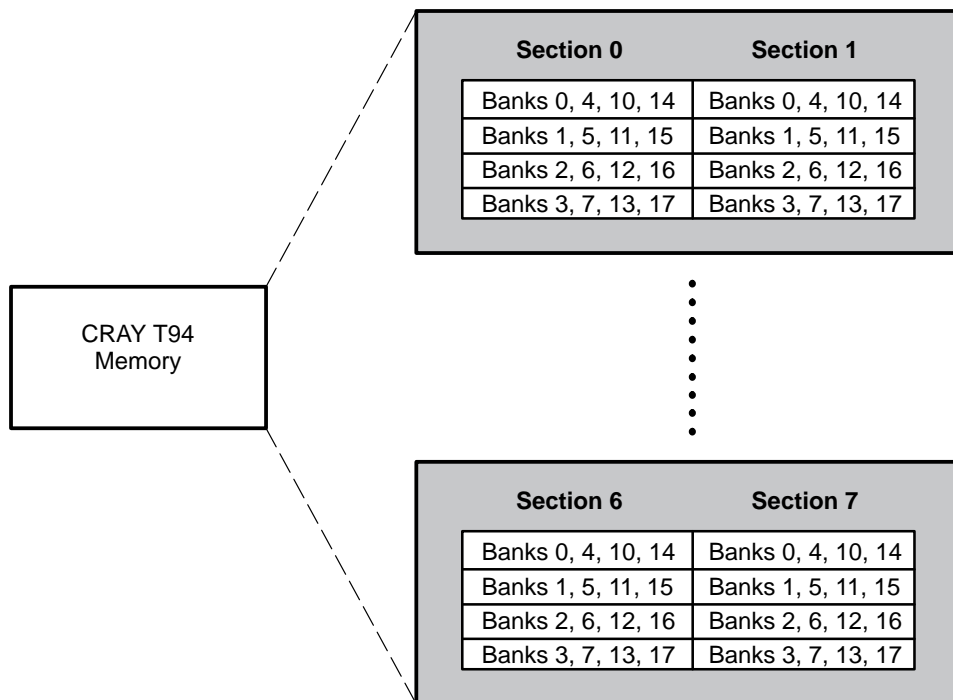 Section 0 Section 1
Banks 0, 4, 10, 14 Banks 0, 4, 10, 14
Banks 1, 5, 11, 15 Banks 1, 5, 11, 15
Banks 2, 6, 12, 16 Banks 2, 6, 12, 16
Banks 3, 7, 13, 17 Banks 3, 7, 13, 17
CRAY T94
Memory
Section 6 Section 7
Banks 0, 4, 10, 14 Banks 0, 4, 10, 14
Banks 1, 5, 11, 15 Banks 1, 5, 11, 15
Banks 2, 6, 12, 16 Banks 2, 6, 12, 16
Banks 3, 7, 13, 17 Banks 3, 7, 13, 17